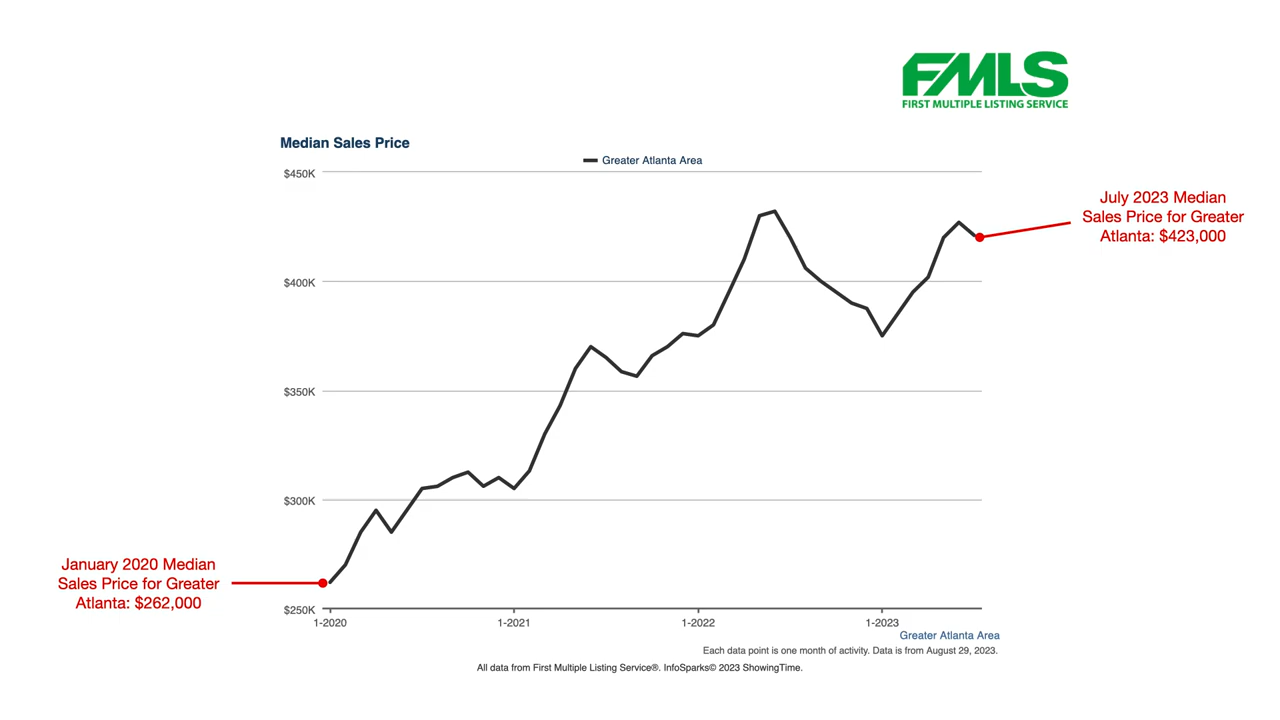 FMLS
FIRST MULTIPLE LISTING SERVICE
Median Sales Price
Greater Atlanta Area
$450K
$400K
$350K
$300K
$250K
1-2020
1-2021
1-2022
1-2023
July 2023 Median
Sales Price for Greater
Atlanta: $423,000
January 2020 Median
Sales Price for Greater
Atlanta: $262,000
Greater Atlanta Area
Each data point is one month of activity. Data is from August 29, 2023.
All data from First Multiple Listing Service®. InfoSparks© 2023 ShowingTime.